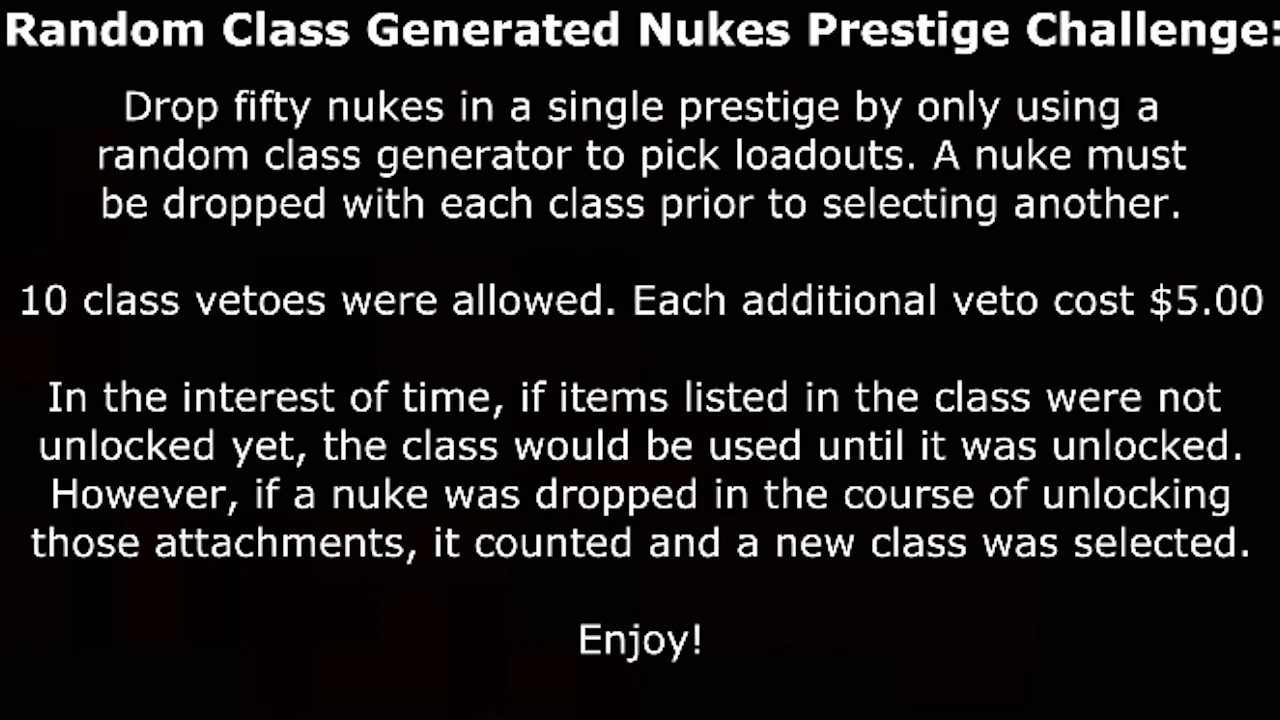 Random Class Generated Nukes Prestige Challenge:
Drop fifty nukes in a single prestige by only using a
random class generator to pick loadouts. A nuke must
be dropped with each class prior to selecting another.
10 class vetoes were allowed. Each additional veto cost $5.00
In the interest of time, if items listed in the class were not
unlocked yet, the class would be used until it was unlocked.
However, if a nuke was dropped in the course of unlocking
those attachments, it counted and a new class was selected.
Enjoy!